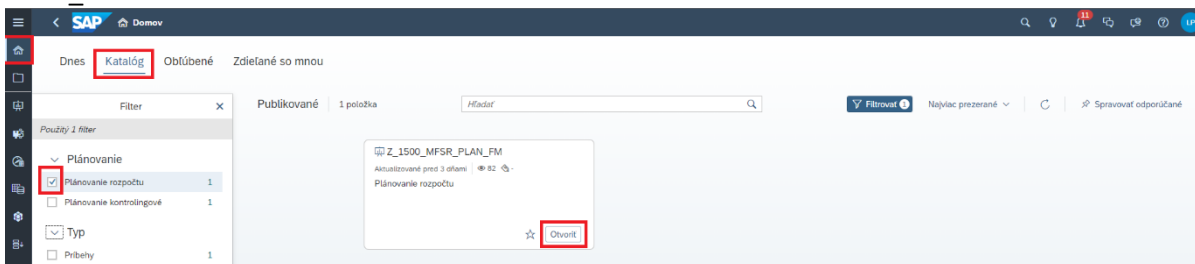 SAP Domov 11 LP
Dnes Katalóg Obľúbené Zdieľané so mnou
Filter
Publikované 1 položka Hľadať Filtrovať 1 Najviac prezerané Spravovať odporúčané
Použitý 1 filter
Plánovanie
Plánovanie rozpočtu 1
Plánovanie kontrolingové 1
Typ
Príbehy 1
Z_1500_MFSR_PLAN_FM
Aktualizované pred 3 dňami 82 -
Plánovanie rozpočtu
Otvoriť